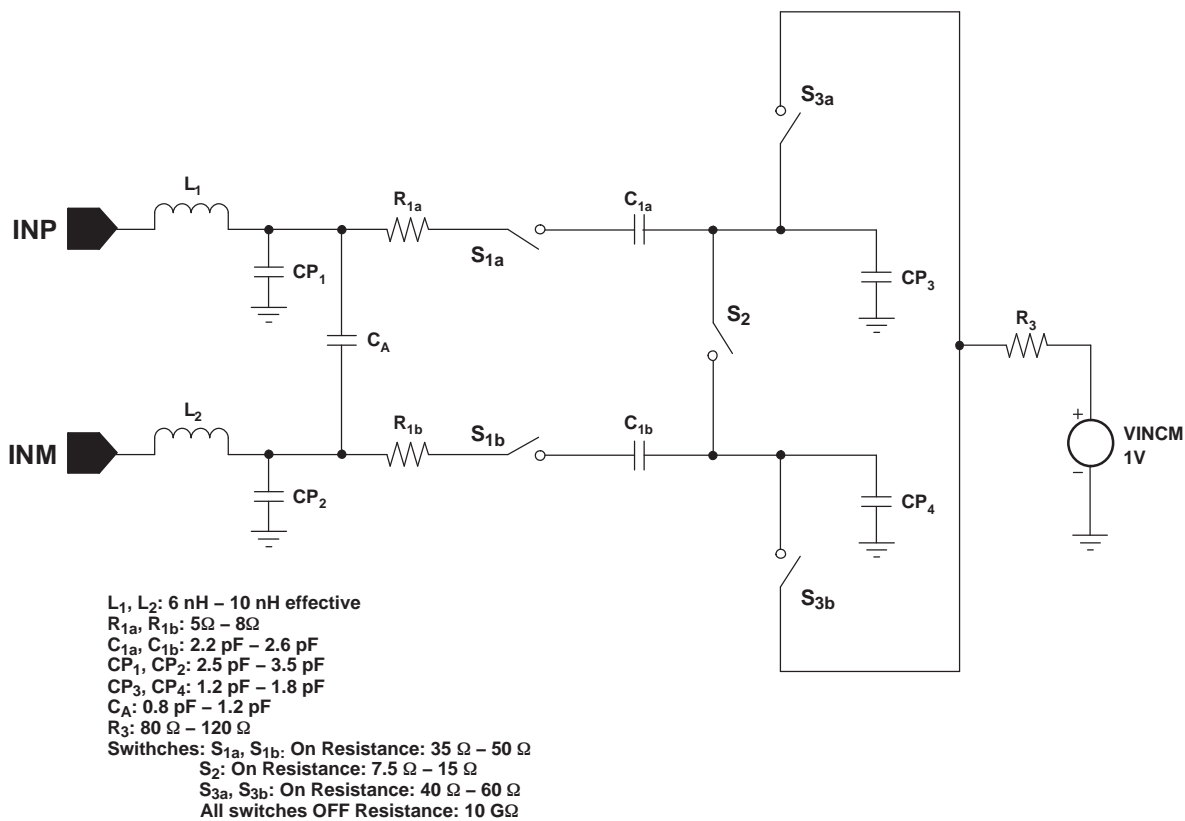 S3a
L1
R1a
C1a
INP
S1a
CP1
CP3
S2
R3
CA
L2
R1b
S1b
C1b
INM
+
VINCM
1V
−
CP2
CP4
S3b
L1, L2: 6 nH – 10 nH effective
R1a, R1b: 5Ω – 8Ω
C1a, C1b: 2.2 pF – 2.6 pF
CP1, CP2: 2.5 pF – 3.5 pF
CP3, CP4: 1.2 pF – 1.8 pF
CA: 0.8 pF – 1.2 pF
R3: 80 Ω – 120 Ω
Swithches: S1a, S1b: On Resistance: 35 Ω – 50 Ω
S2: On Resistance: 7.5 Ω – 15 Ω
S3a, S3b: On Resistance: 40 Ω – 60 Ω
All switches OFF Resistance: 10 GΩ